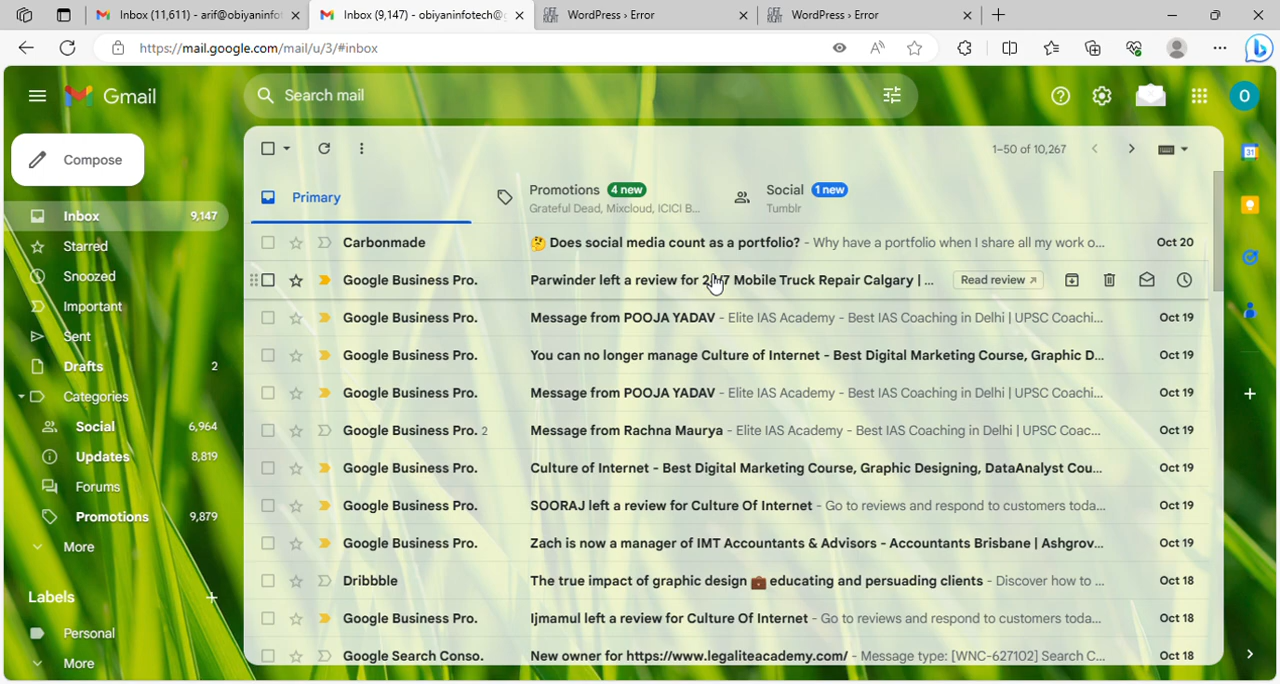 Inbox (11,611) - arif@obiyaninfot
Inbox (9,147) - obiyaninfotech@g
WordPress › Error
WordPress › Error
https://mail.google.com/mail/u/3/#inbox
Gmail
Search mail
O
Compose
1–50 of 10,267
Primary
Promotions 4 new
Grateful Dead, Mixcloud, ICICI B...
Social 1 new
Tumblr
Inbox 9,147
Starred
Snoozed
Important
Sent
Drafts 2
Categories
Social 6,964
Updates 8,819
Forums
Promotions 9,879
More
Labels
Personal
More
Carbonmade 🤔 Does social media count as a portfolio? - Why have a portfolio when I share all my work o... Oct 20
Google Business Pro. Parwinder left a review for Mobile Truck Repair Calgary | ... Read review
Google Business Pro. Message from POOJA YADAV - Elite IAS Academy - Best IAS Coaching in Delhi | UPSC Coachi... Oct 19
Google Business Pro. You can no longer manage Culture of Internet - Best Digital Marketing Course, Graphic D... Oct 19
Google Business Pro. Message from POOJA YADAV - Elite IAS Academy - Best IAS Coaching in Delhi | UPSC Coachi... Oct 19
Google Business Pro. 2 Message from Rachna Maurya - Elite IAS Academy - Best IAS Coaching in Delhi | UPSC Coac... Oct 19
Google Business Pro. Culture of Internet - Best Digital Marketing Course, Graphic Designing, DataAnalyst Cou... Oct 19
Google Business Pro. SOORAJ left a review for Culture Of Internet - Go to reviews and respond to customers toda... Oct 19
Google Business Pro. Zach is now a manager of IMT Accountants & Advisors - Accountants Brisbane | Ashgrov... Oct 19
Dribbble The true impact of graphic design 💼 educating and persuading clients - Discover how to ... Oct 18
Google Business Pro. Ijmamul left a review for Culture Of Internet - Go to reviews and respond to customers toda... Oct 18
Google Search Conso. New owner for https://www.legaliteacademy.com/ - Message type: [WNC-627102] Search C... Oct 18
31